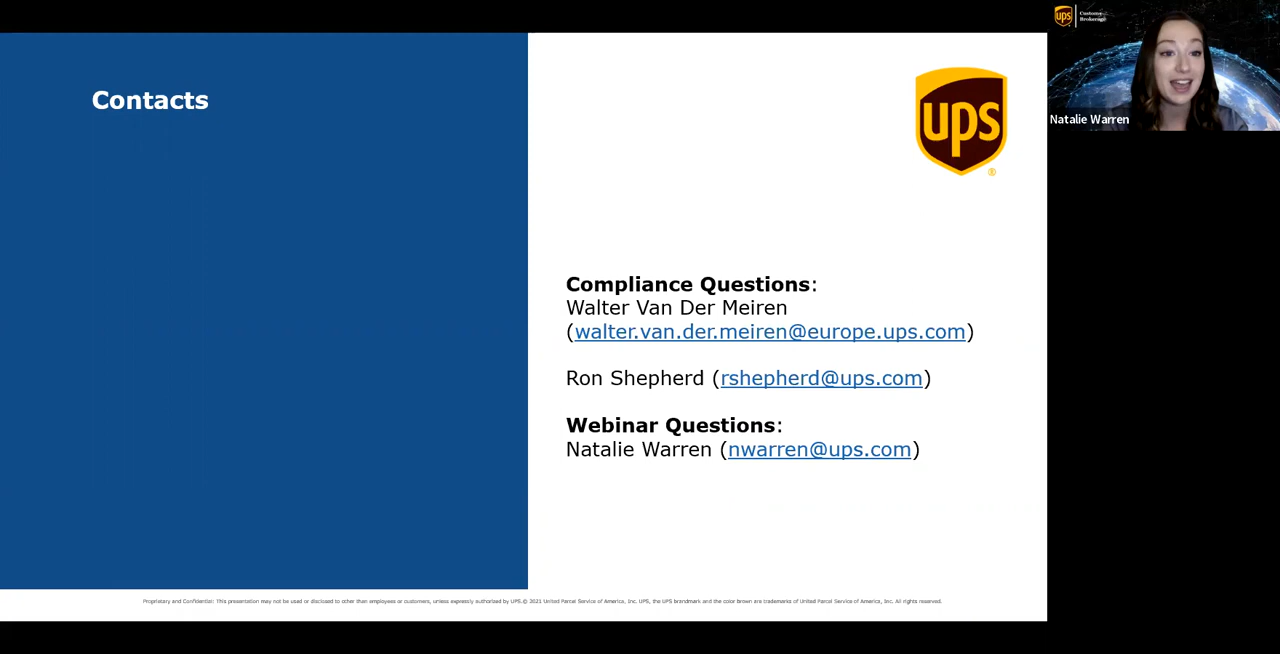 Contacts
ups
®
Compliance Questions:
Walter Van Der Meiren
(walter.van.der.meiren@europe.ups.com)
Ron Shepherd (rshepherd@ups.com)
Webinar Questions:
Natalie Warren (nwarren@ups.com)
Proprietary and Confidential: This presentation may not be used or disclosed to other than employees or customers, unless expressly authorized by UPS.© 2021 United Parcel Service of America, Inc. UPS, the UPS brandmark and the color brown are trademarks of United Parcel Service of America, Inc. All rights reserved.
ups
Customs
Brokerage
Natalie Warren